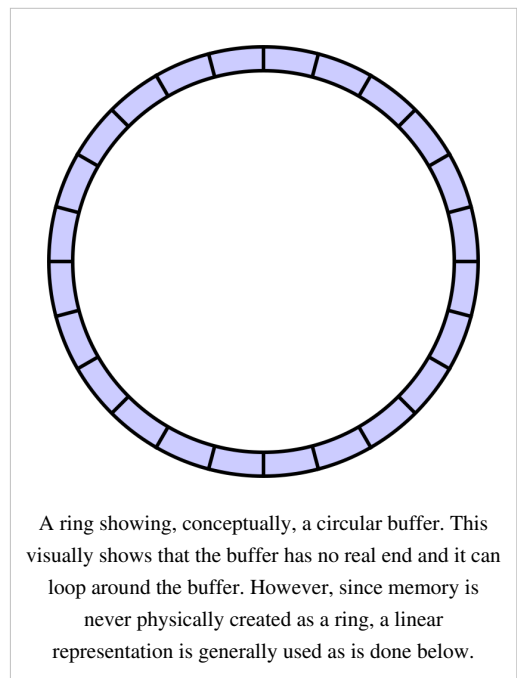 A ring showing, conceptually, a circular buffer. This
visually shows that the buffer has no real end and it can
loop around the buffer. However, since memory is
never physically created as a ring, a linear
representation is generally used as is done below.